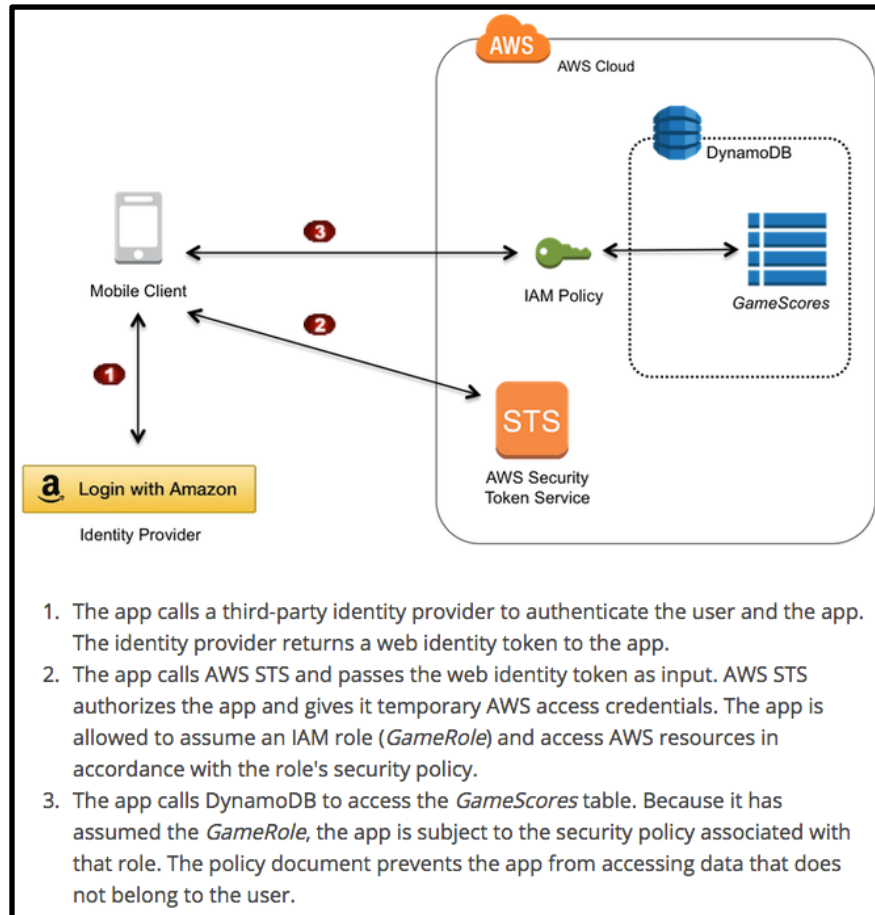 AWS
AWS Cloud
DynamoDB
3
Mobile Client
IAM Policy
GameScores
2
1
STS
a Login with Amazon
AWS Security
Token Service
Identity Provider
1. The app calls a third-party identity provider to authenticate the user and the app.
The identity provider returns a web identity token to the app.
2. The app calls AWS STS and passes the web identity token as input. AWS STS
authorizes the app and gives it temporary AWS access credentials. The app is
allowed to assume an IAM role (GameRole) and access AWS resources in
accordance with the role's security policy.
3. The app calls DynamoDB to access the GameScores table. Because it has
assumed the GameRole, the app is subject to the security policy associated with
that role. The policy document prevents the app from accessing data that does
not belong to the user.